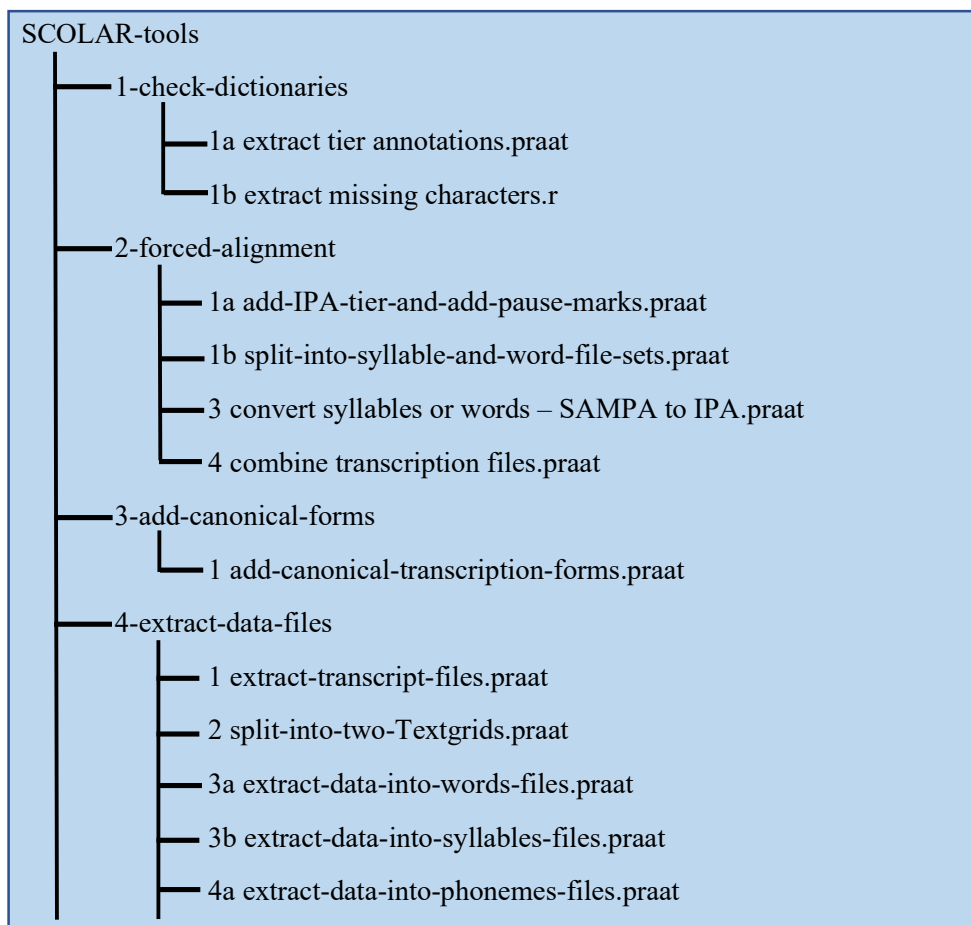 SCOLAR-tools
1-check-dictionaries
1a extract tier annotations.praat
1b extract missing characters.r
2-forced-alignment
1a add-IPA-tier-and-add-pause-marks.praat
1b split-into-syllable-and-word-file-sets.praat
3 convert syllables or words – SAMPA to IPA.praat
4 combine transcription files.praat
3-add-canonical-forms
1 add-canonical-transcription-forms.praat
4-extract-data-files
1 extract-transcript-files.praat
2 split-into-two-Textgrids.praat
3a extract-data-into-words-files.praat
3b extract-data-into-syllables-files.praat
4a extract-data-into-phonemes-files.praat